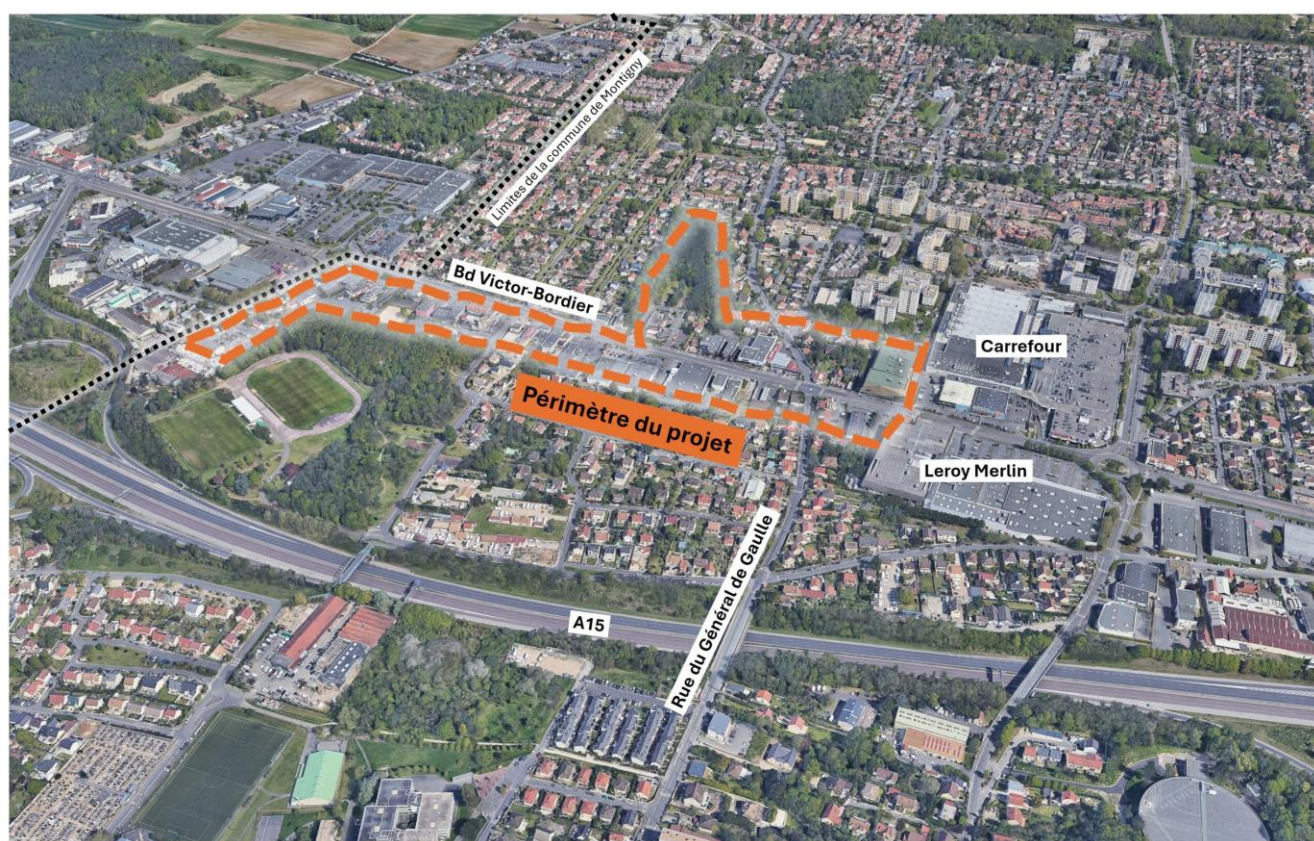 Limites de la commune de Montigny
Bd Victor-Bordier
Carrefour
Périmètre du projet
Leroy Merlin
Rue du Général de Gaulle
A15